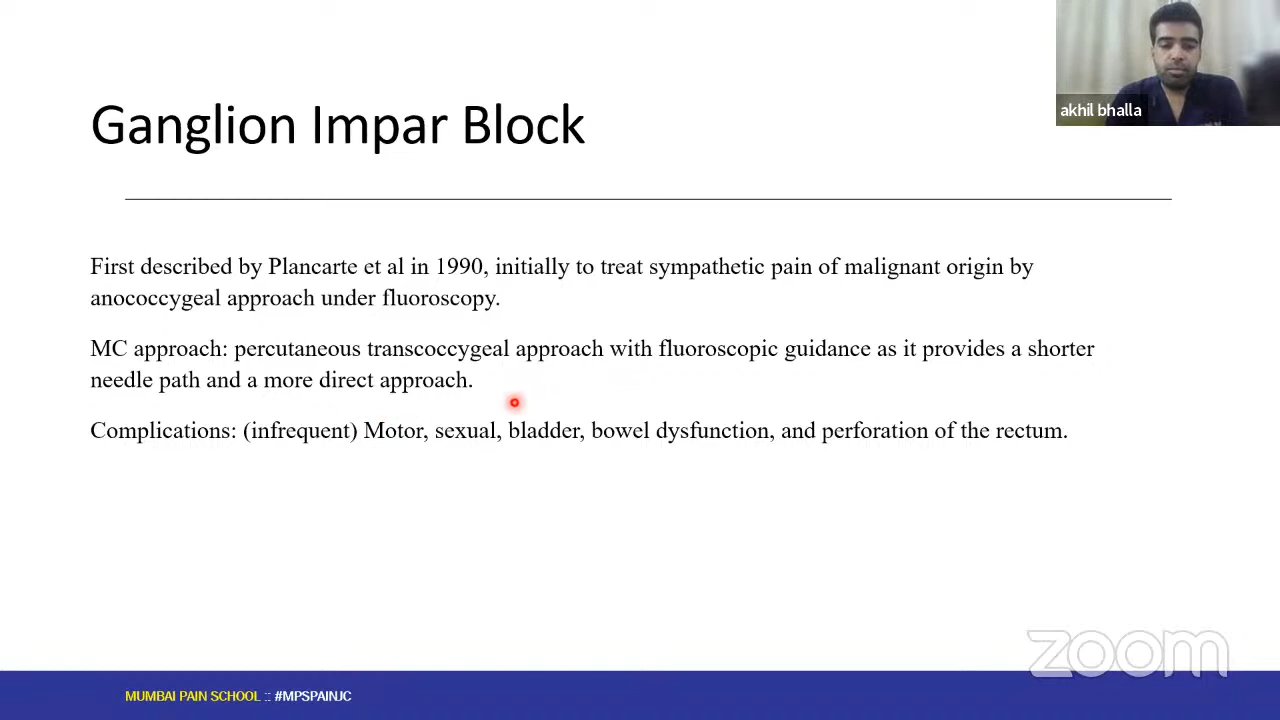 akhil bhalla
Ganglion Impar Block
First described by Plancarte et al in 1990, initially to treat sympathetic pain of malignant origin by
anococcygeal approach under fluoroscopy.
MC approach: percutaneous transcoccygeal approach with fluoroscopic guidance as it provides a shorter
needle path and a more direct approach.
Complications: (infrequent) Motor, sexual, bladder, bowel dysfunction, and perforation of the rectum.
zoom
MUMBAI PAIN SCHOOL :: #MPSPAINJC